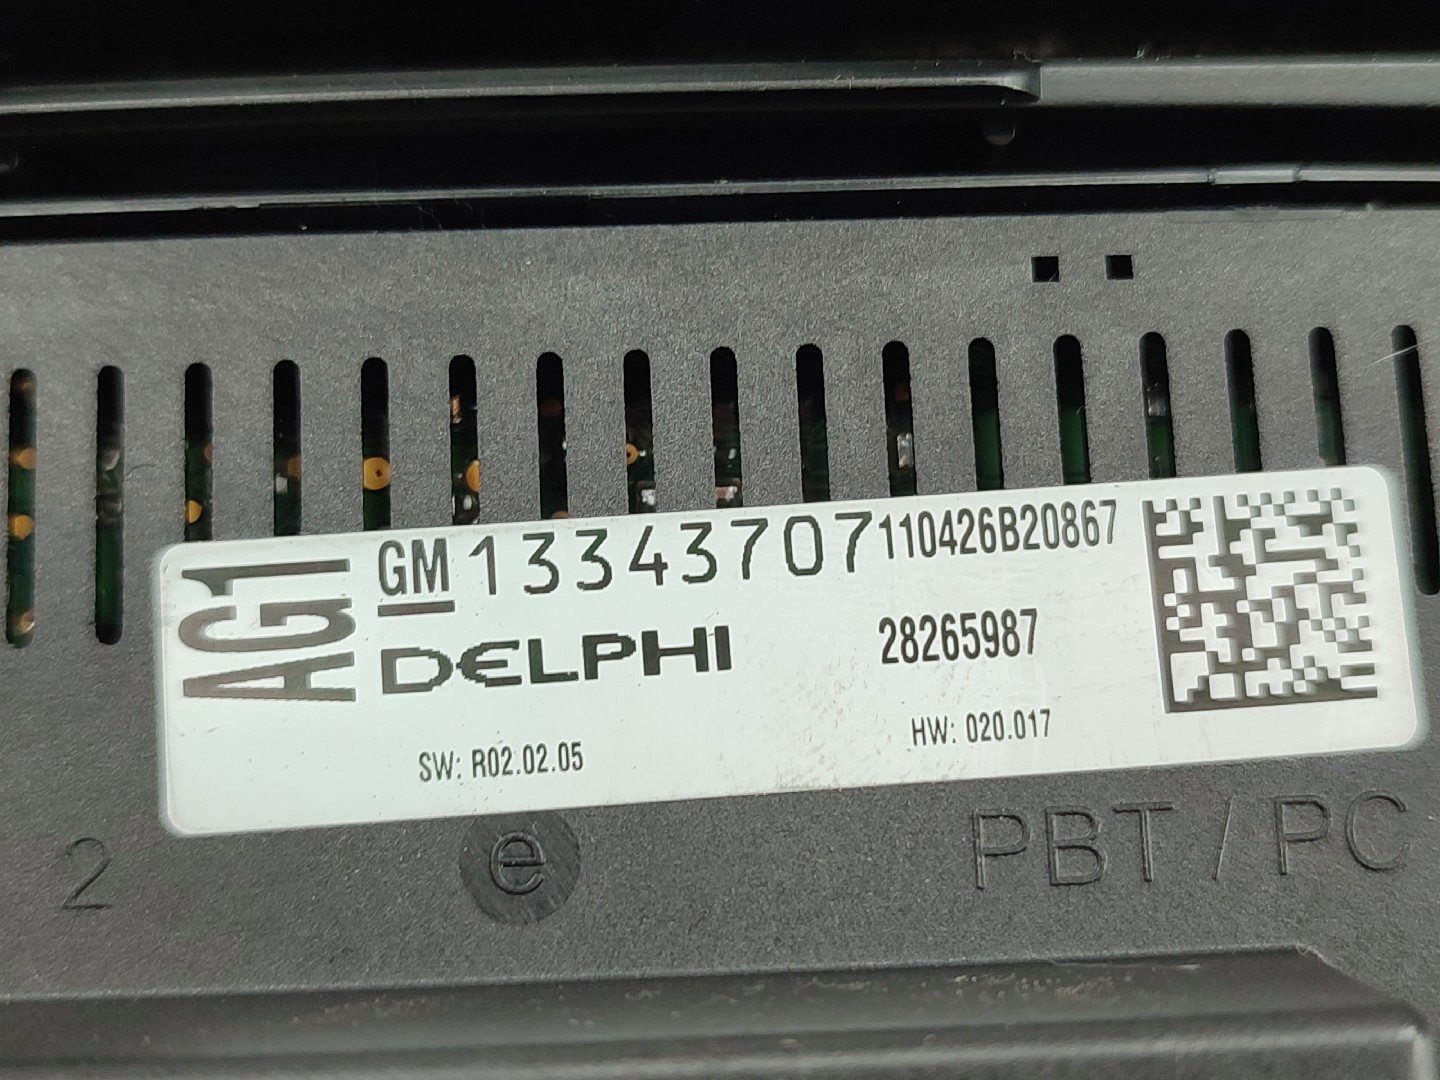 AG1
GM 13343707 110426B20867
DELPHI 28265987
SW: R02.02.05 HW: 020.017
2 e PBT / PC